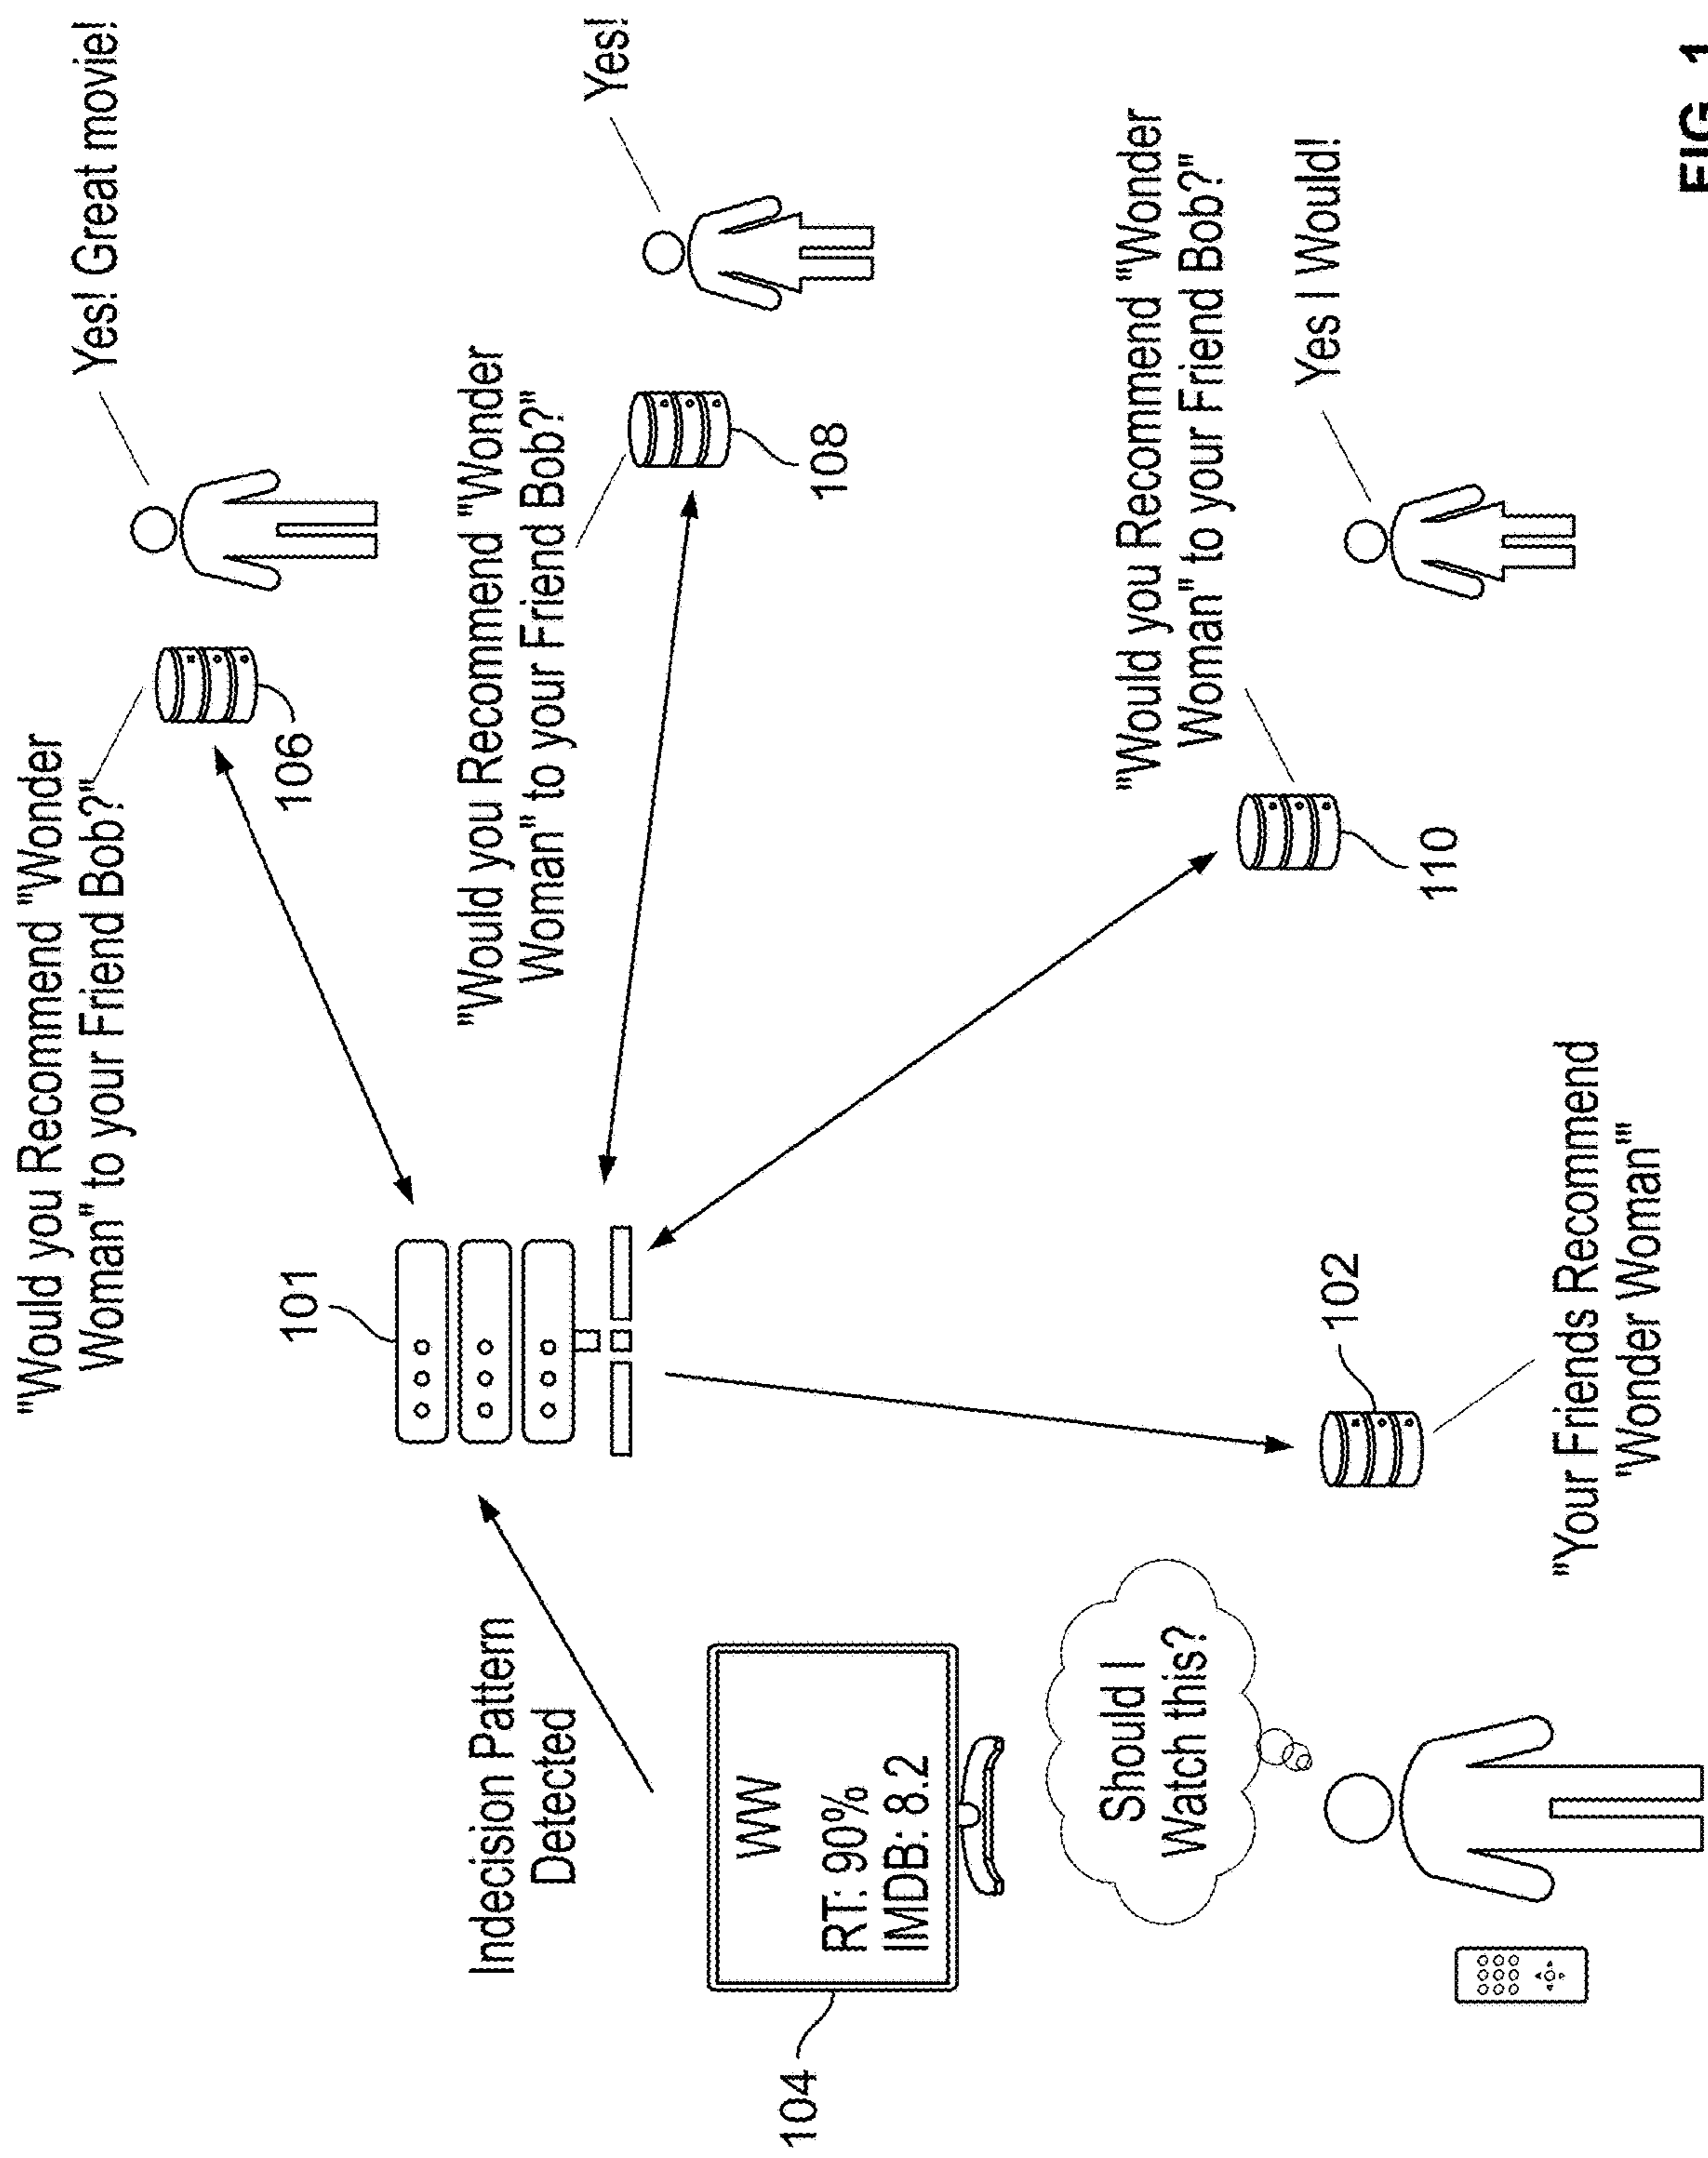 "Would you Recommend "Wonder
Woman" to your Friend Bob?"
Yes! Great movie!
106
101
"Would you Recommend "Wonder
Woman" to your Friend Bob?"
Yes!
108
Indecision Pattern
Detected
104
WW
RT: 90%
IMDB: 8.2
Should I
Watch this?
102
"Your Friends Recommend
'Wonder Woman'"
"Would you Recommend "Wonder
Woman" to your Friend Bob?"
110
Yes I Would!
FIG. 1